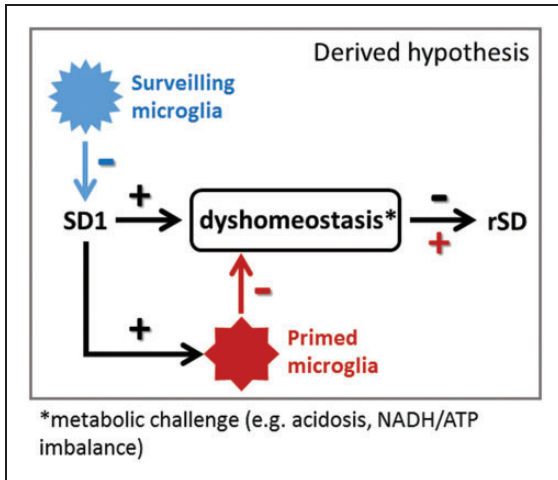 Derived hypothesis
Surveilling
microglia
-
SD1
+
dyshomeostasis*
-
+
rSD
-
+
Primed
microglia
*metabolic challenge (e.g. acidosis, NADH/ATP
imbalance)